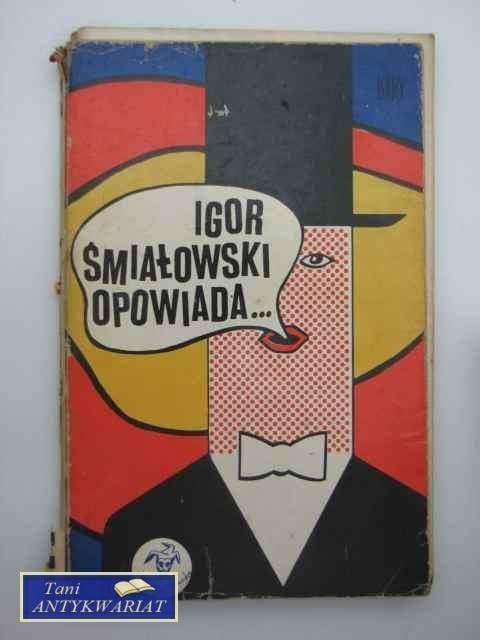 IGOR
ŚMIAŁOWSKI
OPOWIADA...
Tani
ANTYKWARIAT